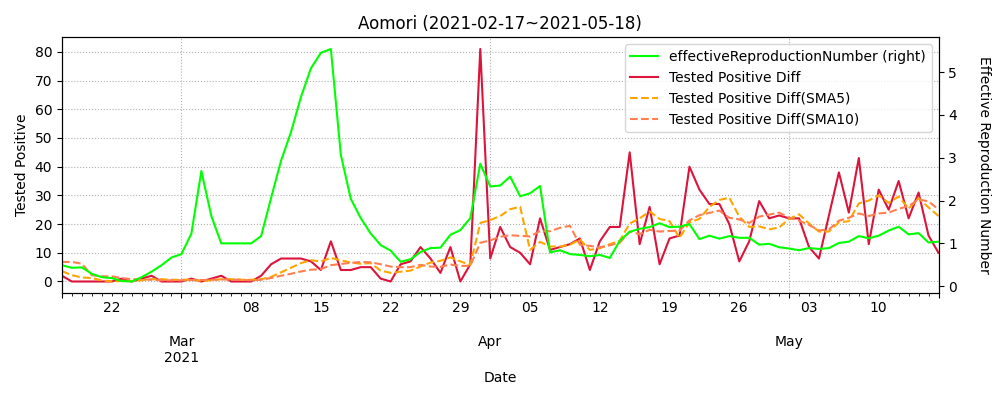 Aomori (2021-02-17~2021-05-18)
effectiveReproductionNumber (right)
Tested Positive Diff
Tested Positive Diff(SMA5)
Tested Positive Diff(SMA10)
Tested Positive
80
70
60
50
40
30
20
10
0
Effective Reproduction Number
5
4
3
2
1
0
22 08 15 22 29 05 12 19 26 03 10
Mar Apr May
2021
Date